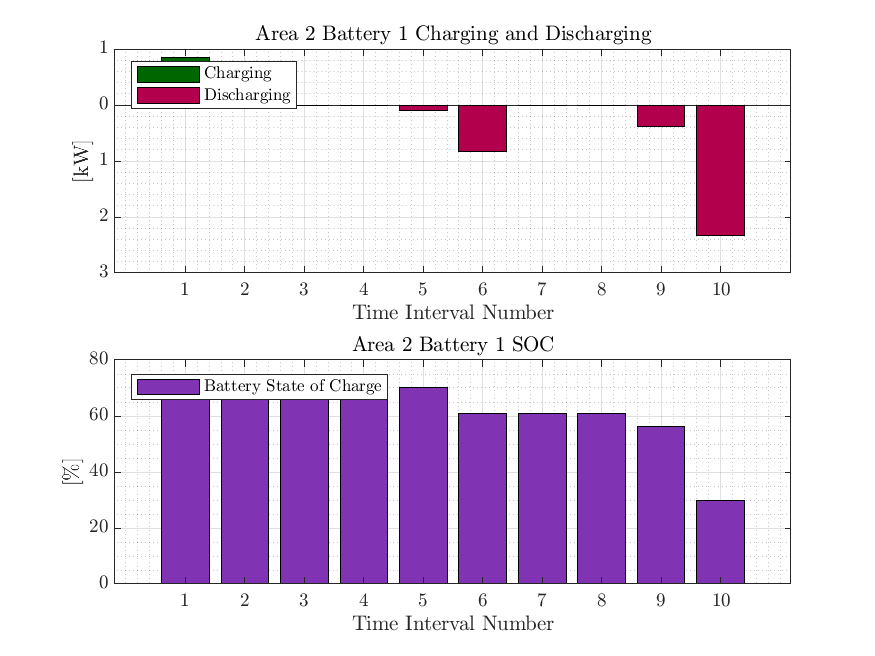 Area 2 Battery 1 Charging and Discharging
1
Charging
Discharging
0
1
2
3
[kW]
1 2 3 4 5 6 7 8 9 10
Time Interval Number
Area 2 Battery 1 SOC
80
Battery State of Charge
60
40
20
0
[%]
1 2 3 4 5 6 7 8 9 10
Time Interval Number